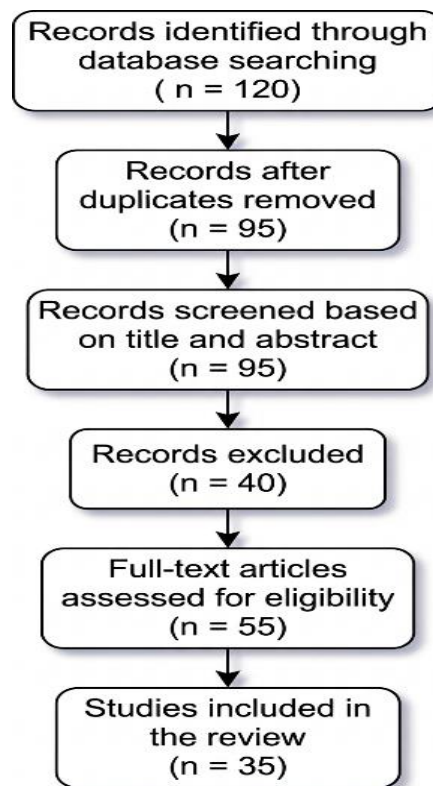 Records identified through
database searching
( n = 120)
Records after
duplicates removed
(n = 95)
Records screened based
on title and abstract
(n = 95)
Records excluded
(n = 40)
Full-text articles
assessed for eligibility
(n = 55)
Studies included in
the review
(n = 35)